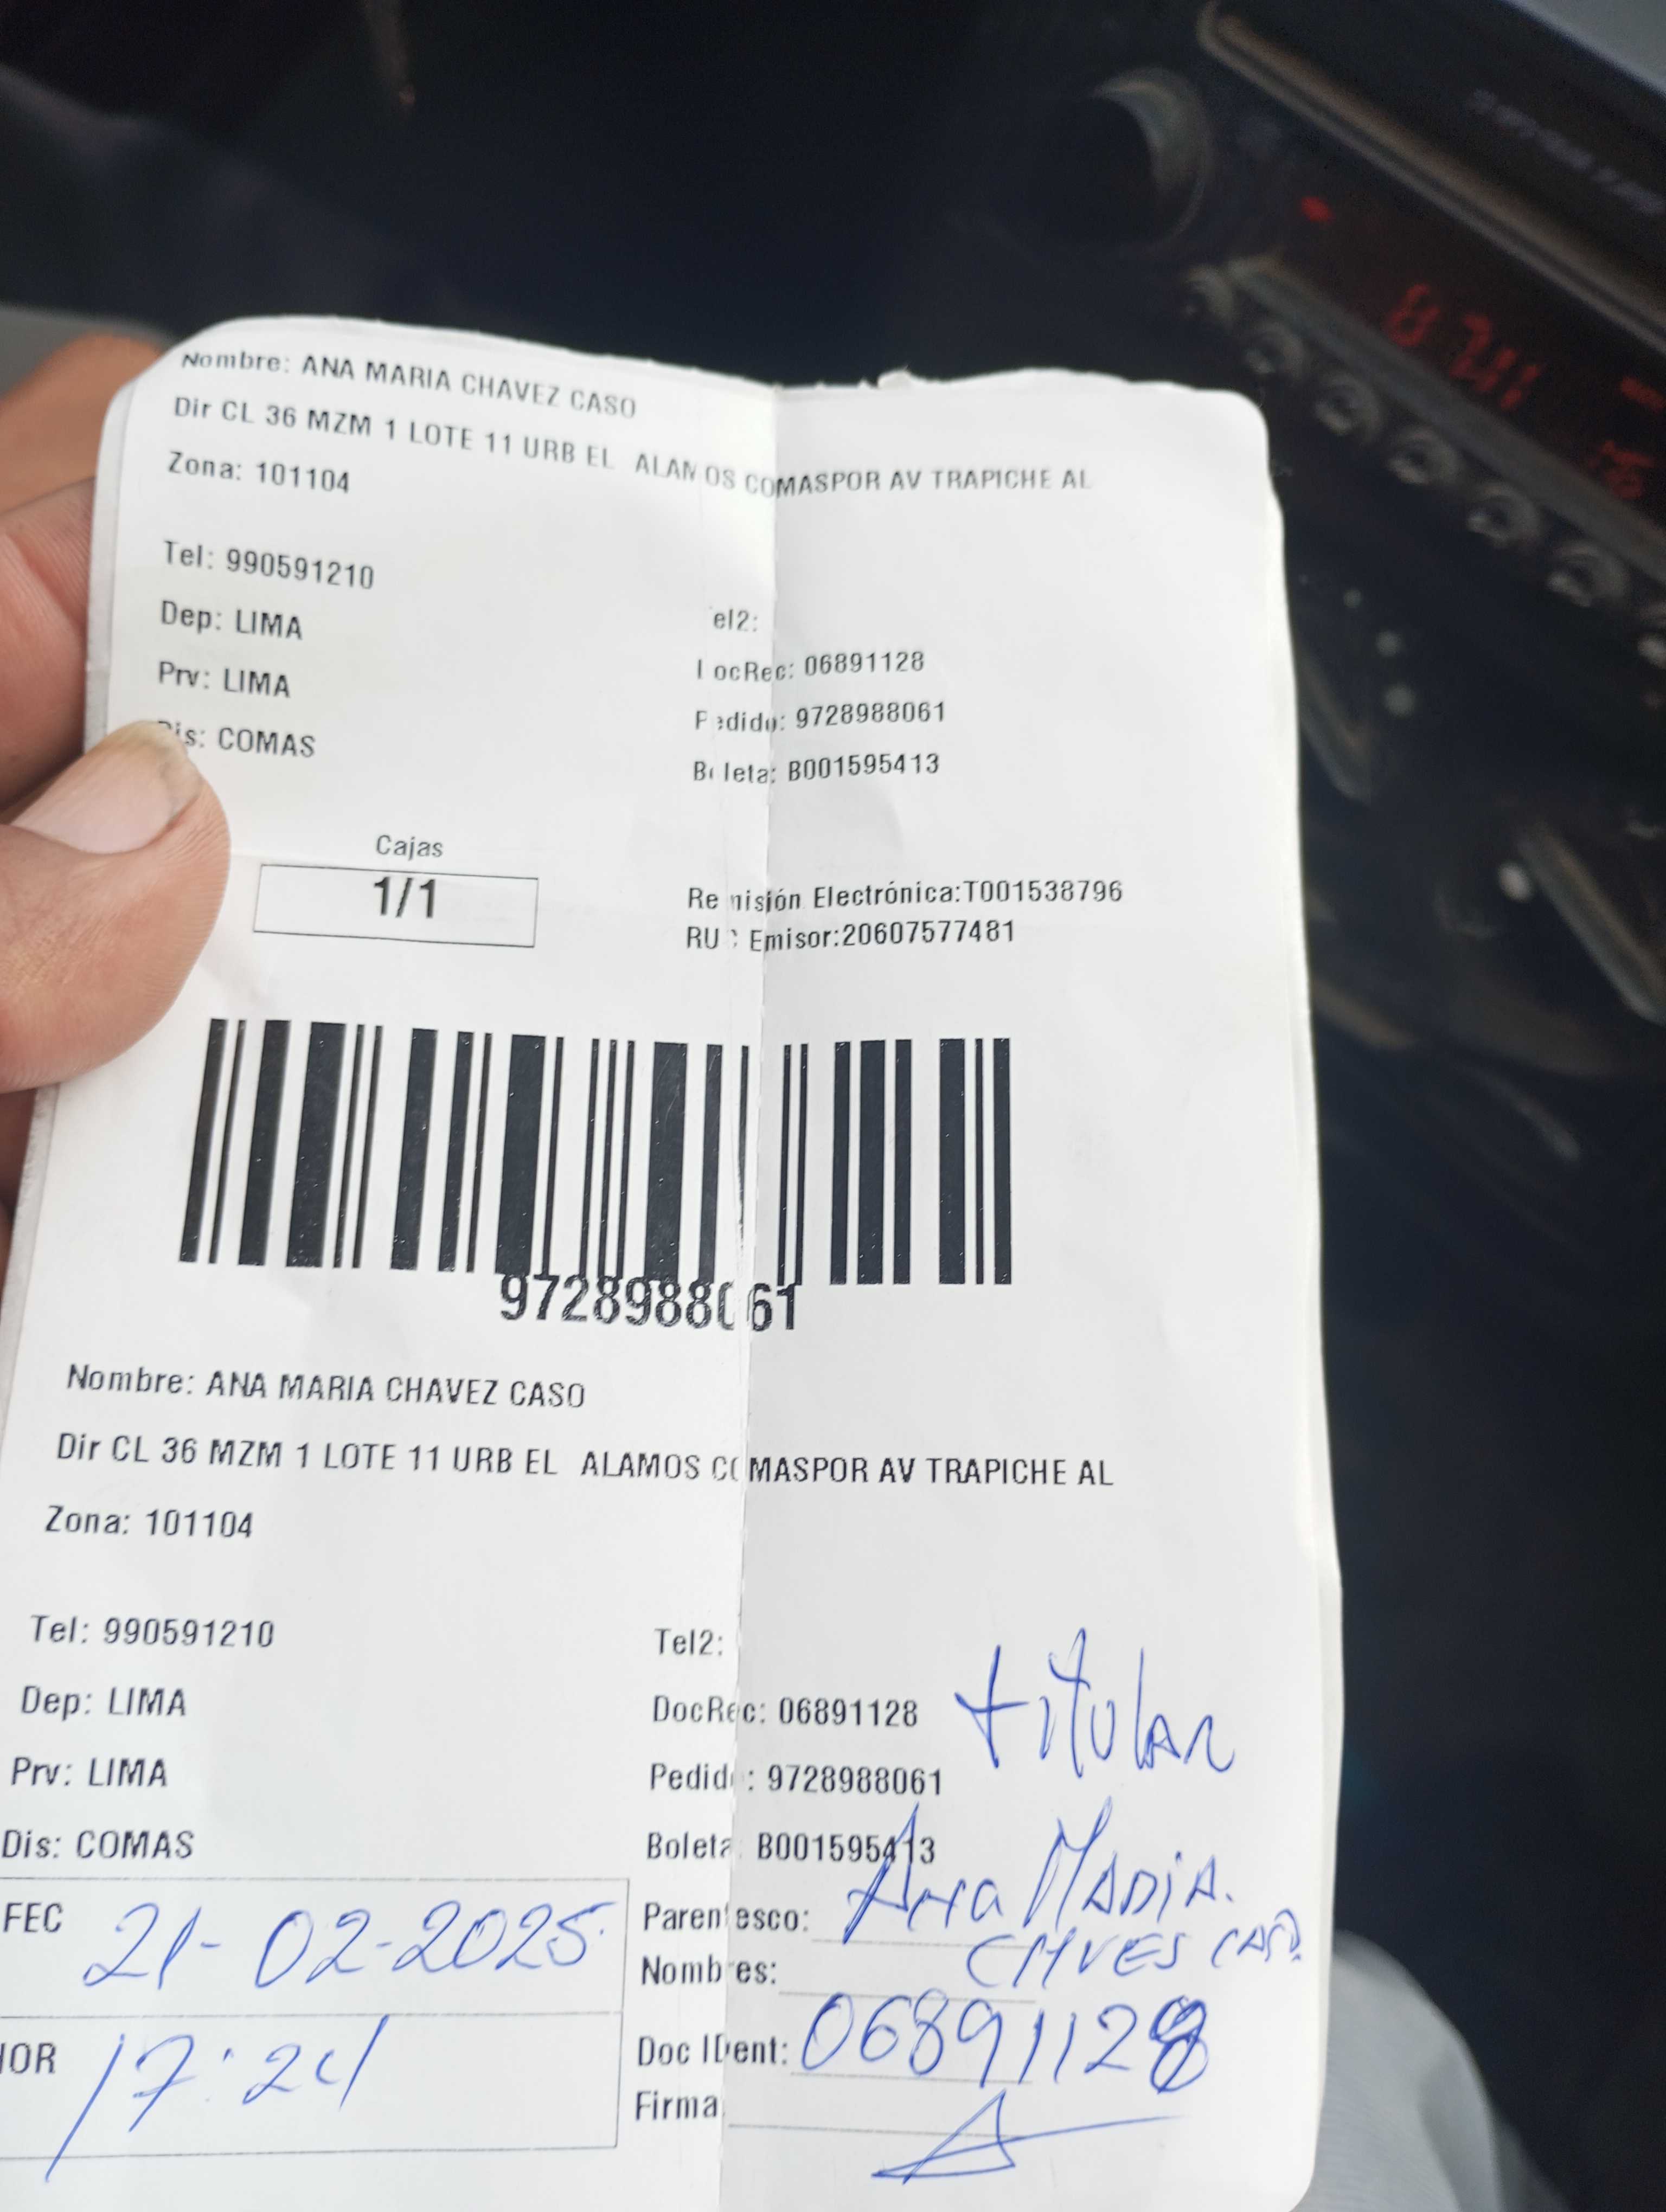 Nombre: ANA MARIA CHAVEZ CASO
Dir CL 36 MZM 1 LOTE 11 URB EL ALAMOS COMASPOR AV TRAPICHE AL
Zona: 101104
Tel: 990591210
el2:
Dep: LIMA
ocRec: 06891128
Prv: LIMA
Pedido: 9728988061
Dis: COMAS
Boleta: B001595413
Cajas
1/1
Remisión Electrónica:T001538796
RUC Emisor:20607577481
9728988061
Nombre: ANA MARIA CHAVEZ CASO
Dir CL 36 MZM 1 LOTE 11 URB EL ALAMOS COMASPOR AV TRAPICHE AL
Zona: 101104
Tel: 990591210
Tel2:
Dep: LIMA
DocRec: 06891128 titular
Prv: LIMA
Pedido: 9728988061
Dis: COMAS
Boleta: B001595413
FEC 21-02-2025
Parentesco: Ana MARIA.
Nombres: CHVES CASO
HOR 17:24
Doc IDent: 06891128
Firma